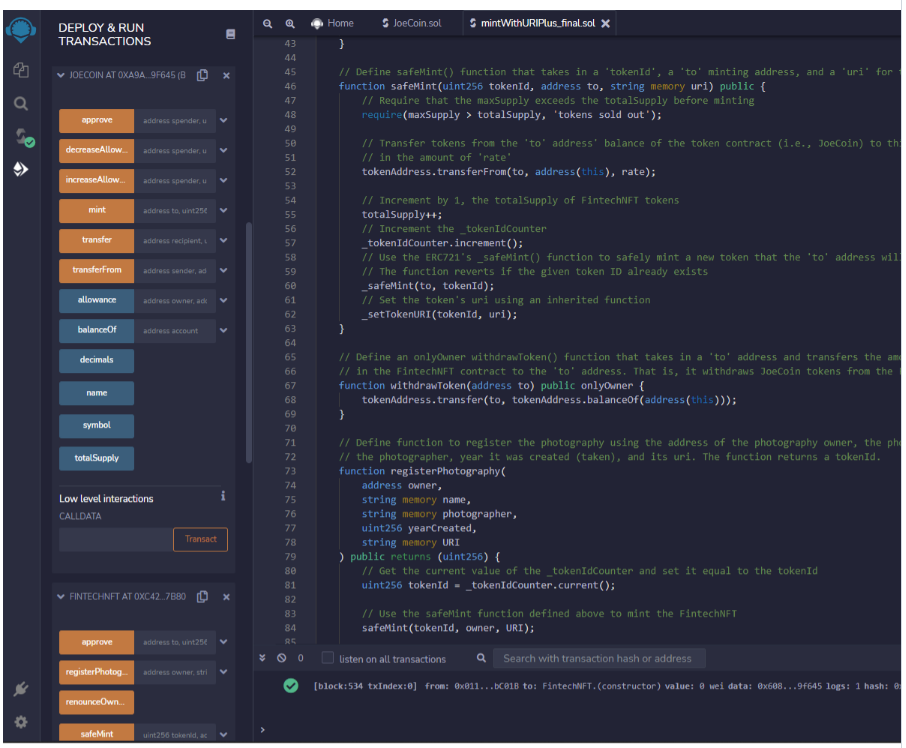 DEPLOY & RUN
TRANSACTIONS
JOECOIN AT 0XA9A...9F645 (B
approve address spender, u
decreaseAllow... address spender, u
increaseAllow... address spender, u
mint address to, uint256
transfer address recipient, u
transferFrom address sender, ad
allowance address owner, add
balanceOf address account
decimals
name
symbol
totalSupply
Low level interactions
i
CALLDATA
Transact
FINTECHNFT AT 0XC42...7B80
approve address to, uint256
registerPhotog... address owner, stri
renounceOwn...
safeMint uint256 tokenId, ac
Home JoeCoin.sol mintWithURIPlus_final.sol
43 }
44
45 // Define safeMint() function that takes in a 'tokenId', a 'to' minting address, and a 'uri' for
46 function safeMint(uint256 tokenId, address to, string memory uri) public {
47 // Require that the maxSupply exceeds the totalSupply before minting
48 require(maxSupply > totalSupply, 'tokens sold out');
49
50 // Transfer tokens from the 'to' address' balance of the token contract (i.e., JoeCoin) to thi
51 // in the amount of 'rate'
52 tokenAddress.transferFrom(to, address(this), rate);
53
54 // Increment by 1, the totalSupply of FintechNFT tokens
55 totalSupply++;
56 // Increment the _tokenIdCounter
57 _tokenIdCounter.increment();
58 // Use the ERC721's _safeMint() function to safely mint a new token that the 'to' address wil
59 // The function reverts if the given token ID already exists
60 _safeMint(to, tokenId);
61 // Set the token's uri using an inherited function
62 _setTokenURI(tokenId, uri);
63 }
64
65 // Define an onlyOwner withdrawToken() function that takes in a 'to' address and transfers the amo
66 // in the FintechNFT contract to the 'to' address. That is, it withdraws JoeCoin tokens from the F
67 function withdrawToken(address to) public onlyOwner {
68 tokenAddress.transfer(to, tokenAddress.balanceOf(address(this)));
69 }
70
71 // Define function to register the photography using the address of the photography owner, the pho
72 // the photographer, year it was created (taken), and its uri. The function returns a tokenId.
73 function registerPhotography(
74 address owner,
75 string memory name,
76 string memory photographer,
77 uint256 yearCreated,
78 string memory URI
79 ) public returns (uint256) {
80 // Get the current value of the _tokenIdCounter and set it equal to the tokenId
81 uint256 tokenId = _tokenIdCounter.current();
82
83 // Use the safeMint function defined above to mint the FintechNFT
84 safeMint(tokenId, owner, URI);
85
0 listen on all transactions Search with transaction hash or address
[block:534 txIndex:0] from: 0x011...bC01B to: FintechNFT.(constructor) value: 0 wei data: 0x608...9f645 logs: 1 hash: 0x
>